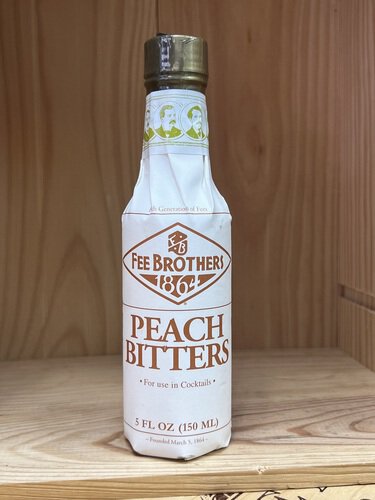 4th Generation of Fees
F B
FEE BROTHERS
1864
PEACH
BITTERS
• For use in Cocktails •
5 FL OZ (150 ML)
- Founded March 5, 1864 -